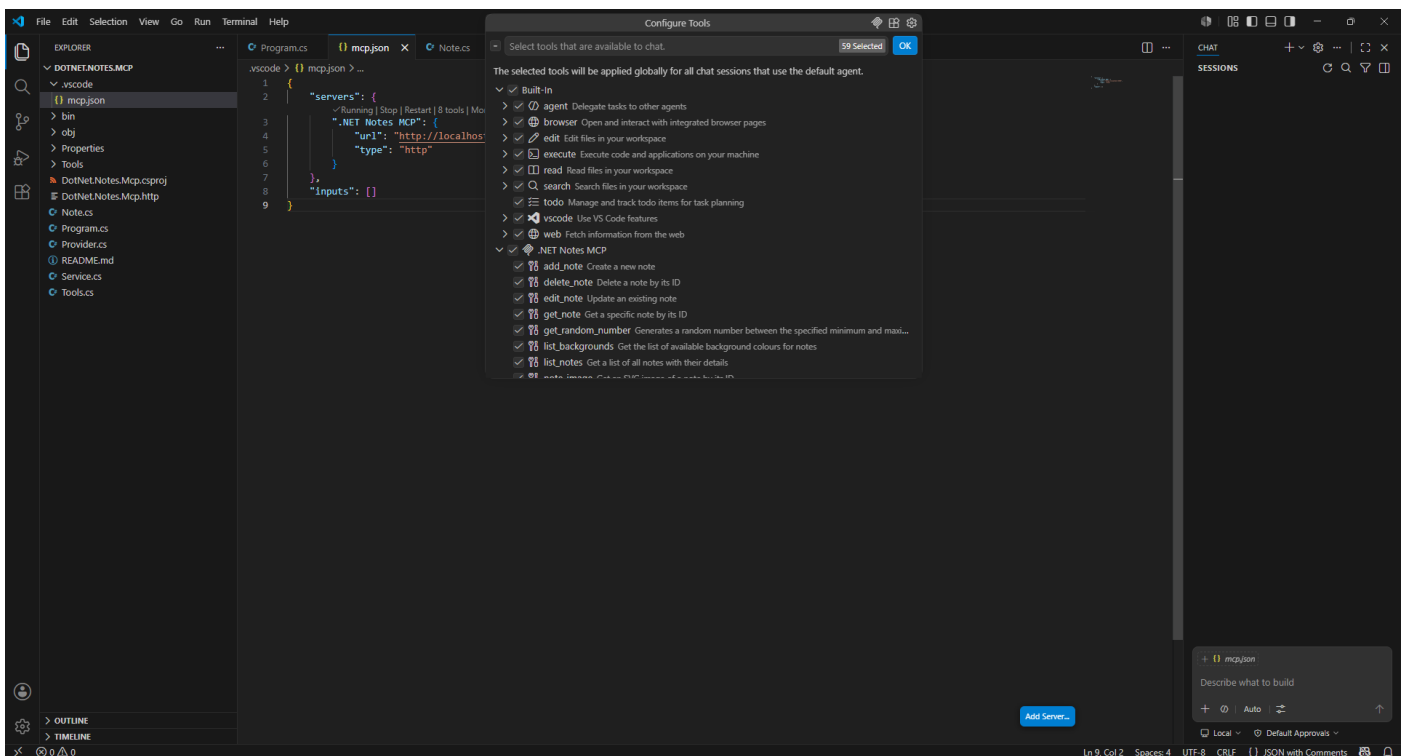 File Edit Selection View Go Run Terminal Help
Configure Tools
EXPLORER
DOTNET.NOTES.MCP
.vscode
{} mcp.json
bin
obj
Properties
Tools
DotNet.Notes.Mcp.csproj
DotNet.Notes.Mcp.http
Note.cs
Program.cs
Provider.cs
README.md
Service.cs
Tools.cs
OUTLINE
TIMELINE
Program.cs {} mcp.json Note.cs
.vscode > {} mcp.json > ...
1 {
2 "servers": {
Running | Stop | Restart | 8 tools |
3 ".NET Notes MCP": {
4 "url": "http://localhos
5 "type": "http"
6 }
7 },
8 "inputs": []
9 }
Select tools that are available to chat. 59 Selected OK
The selected tools will be applied globally for all chat sessions that use the default agent.
Built-In
agent Delegate tasks to other agents
browser Open and interact with integrated browser pages
edit Edit files in your workspace
execute Execute code and applications on your machine
read Read files in your workspace
search Search files in your workspace
todo Manage and track todo items for task planning
vscode Use VS Code features
web Fetch information from the web
.NET Notes MCP
add_note Create a new note
delete_note Delete a note by its ID
edit_note Update an existing note
get_note Get a specific note by its ID
get_random_number Generates a random number between the specified minimum and maxi...
list_backgrounds Get the list of available background colours for notes
list_notes Get a list of all notes with their details
note_image Get an SVG image of a note by its ID
Add Server...
CHAT
SESSIONS
{} mcp.json
Describe what to build
Auto
Local Default Approvals
0 0
Ln 9, Col 2 Spaces: 4 UTF-8 CRLF {} JSON with Comments